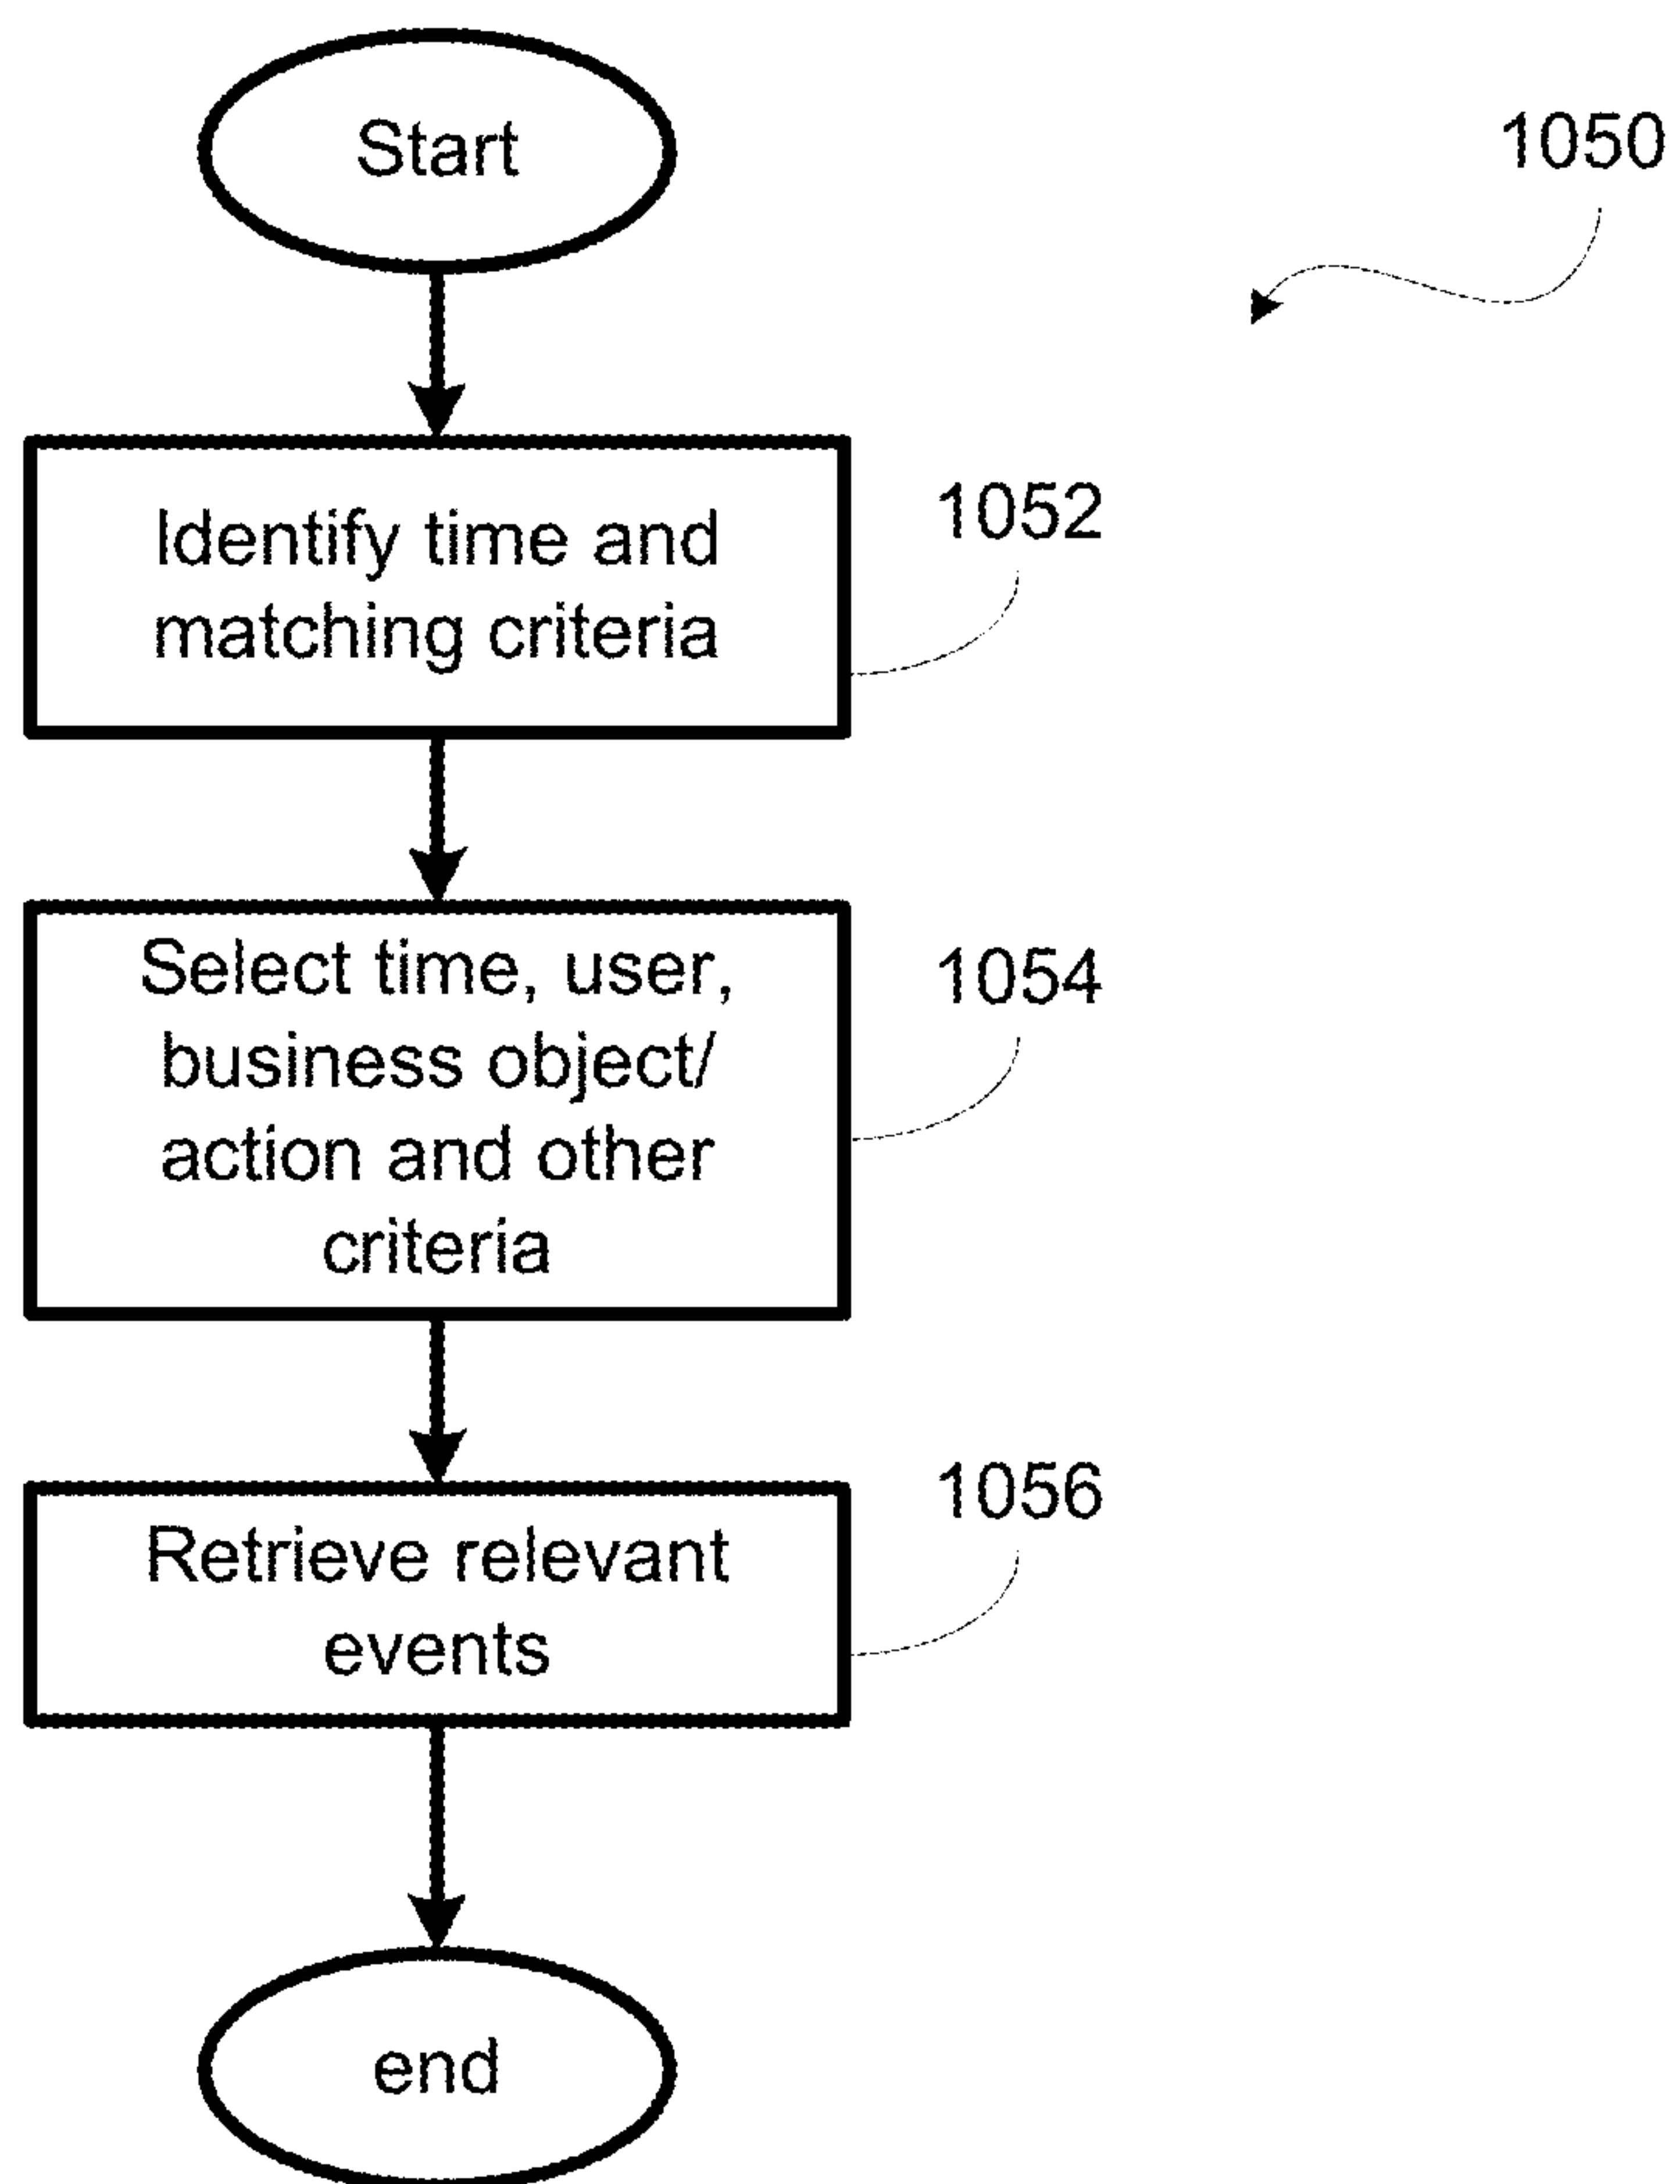 Start
1050
Identify time and
matching criteria
1052
Select time, user,
business object/
action and other
criteria
1054
Retrieve relevant
events
1056
end